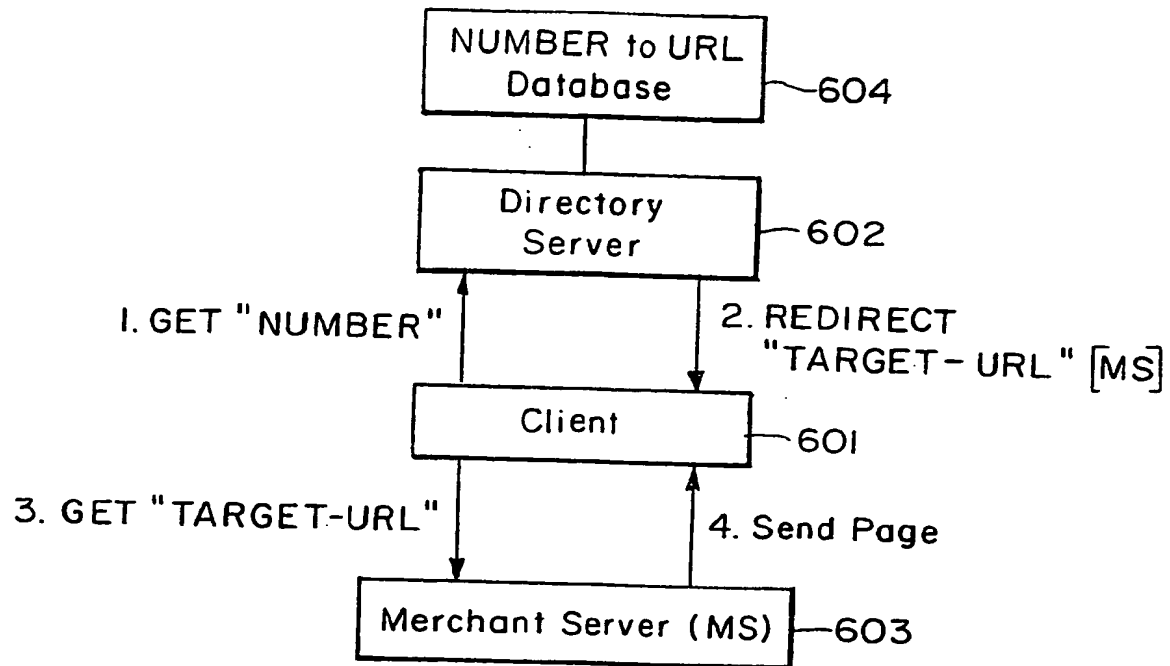 NUMBER to URL
Database
604
Directory
Server
602
1. GET "NUMBER"
2. REDIRECT
"TARGET-URL" [MS]
Client
601
3. GET "TARGET-URL"
4. Send Page
Merchant Server (MS)
603